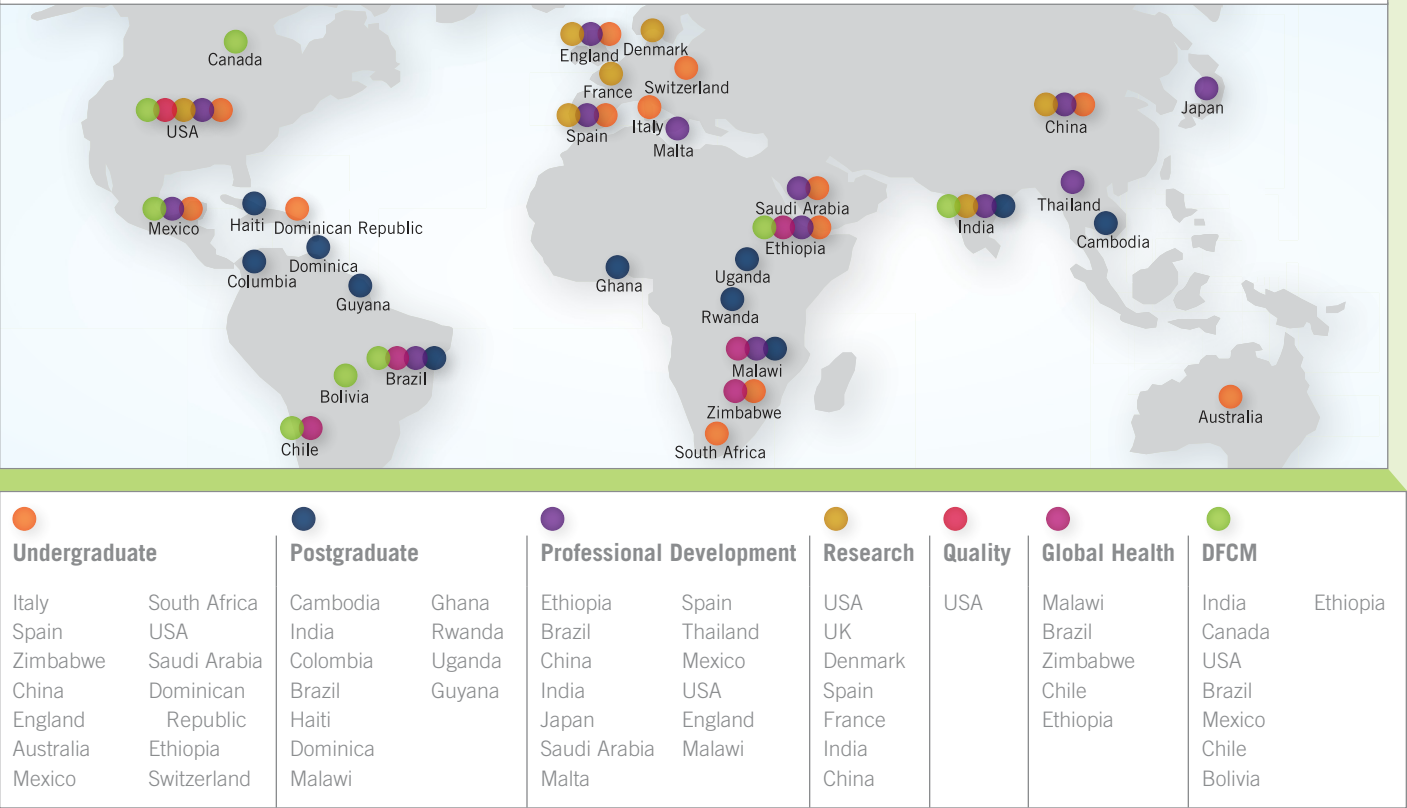 Canada
USA
Mexico
Haiti
Dominican Republic
Dominica
Columbia
Guyana
Brazil
Bolivia
Chile
England
Denmark
France
Switzerland
Spain
Italy
Malta
Saudi Arabia
Ethiopia
Ghana
Uganda
Rwanda
Malawi
Zimbabwe
South Africa
China
Japan
India
Thailand
Cambodia
Australia
Undergraduate
Italy
Spain
Zimbabwe
China
England
Australia
Mexico
South Africa
USA
Saudi Arabia
Dominican
Republic
Ethiopia
Switzerland
Postgraduate
Cambodia
India
Colombia
Brazil
Haiti
Dominica
Malawi
Ghana
Rwanda
Uganda
Guyana
Professional Development
Ethiopia
Brazil
China
India
Japan
Saudi Arabia
Malta
Spain
Thailand
Mexico
USA
England
Malawi
Research
USA
UK
Denmark
Spain
France
India
China
Quality
USA
Global Health
Malawi
Brazil
Zimbabwe
Chile
Ethiopia
DFCM
India
Canada
USA
Brazil
Mexico
Chile
Bolivia
Ethiopia